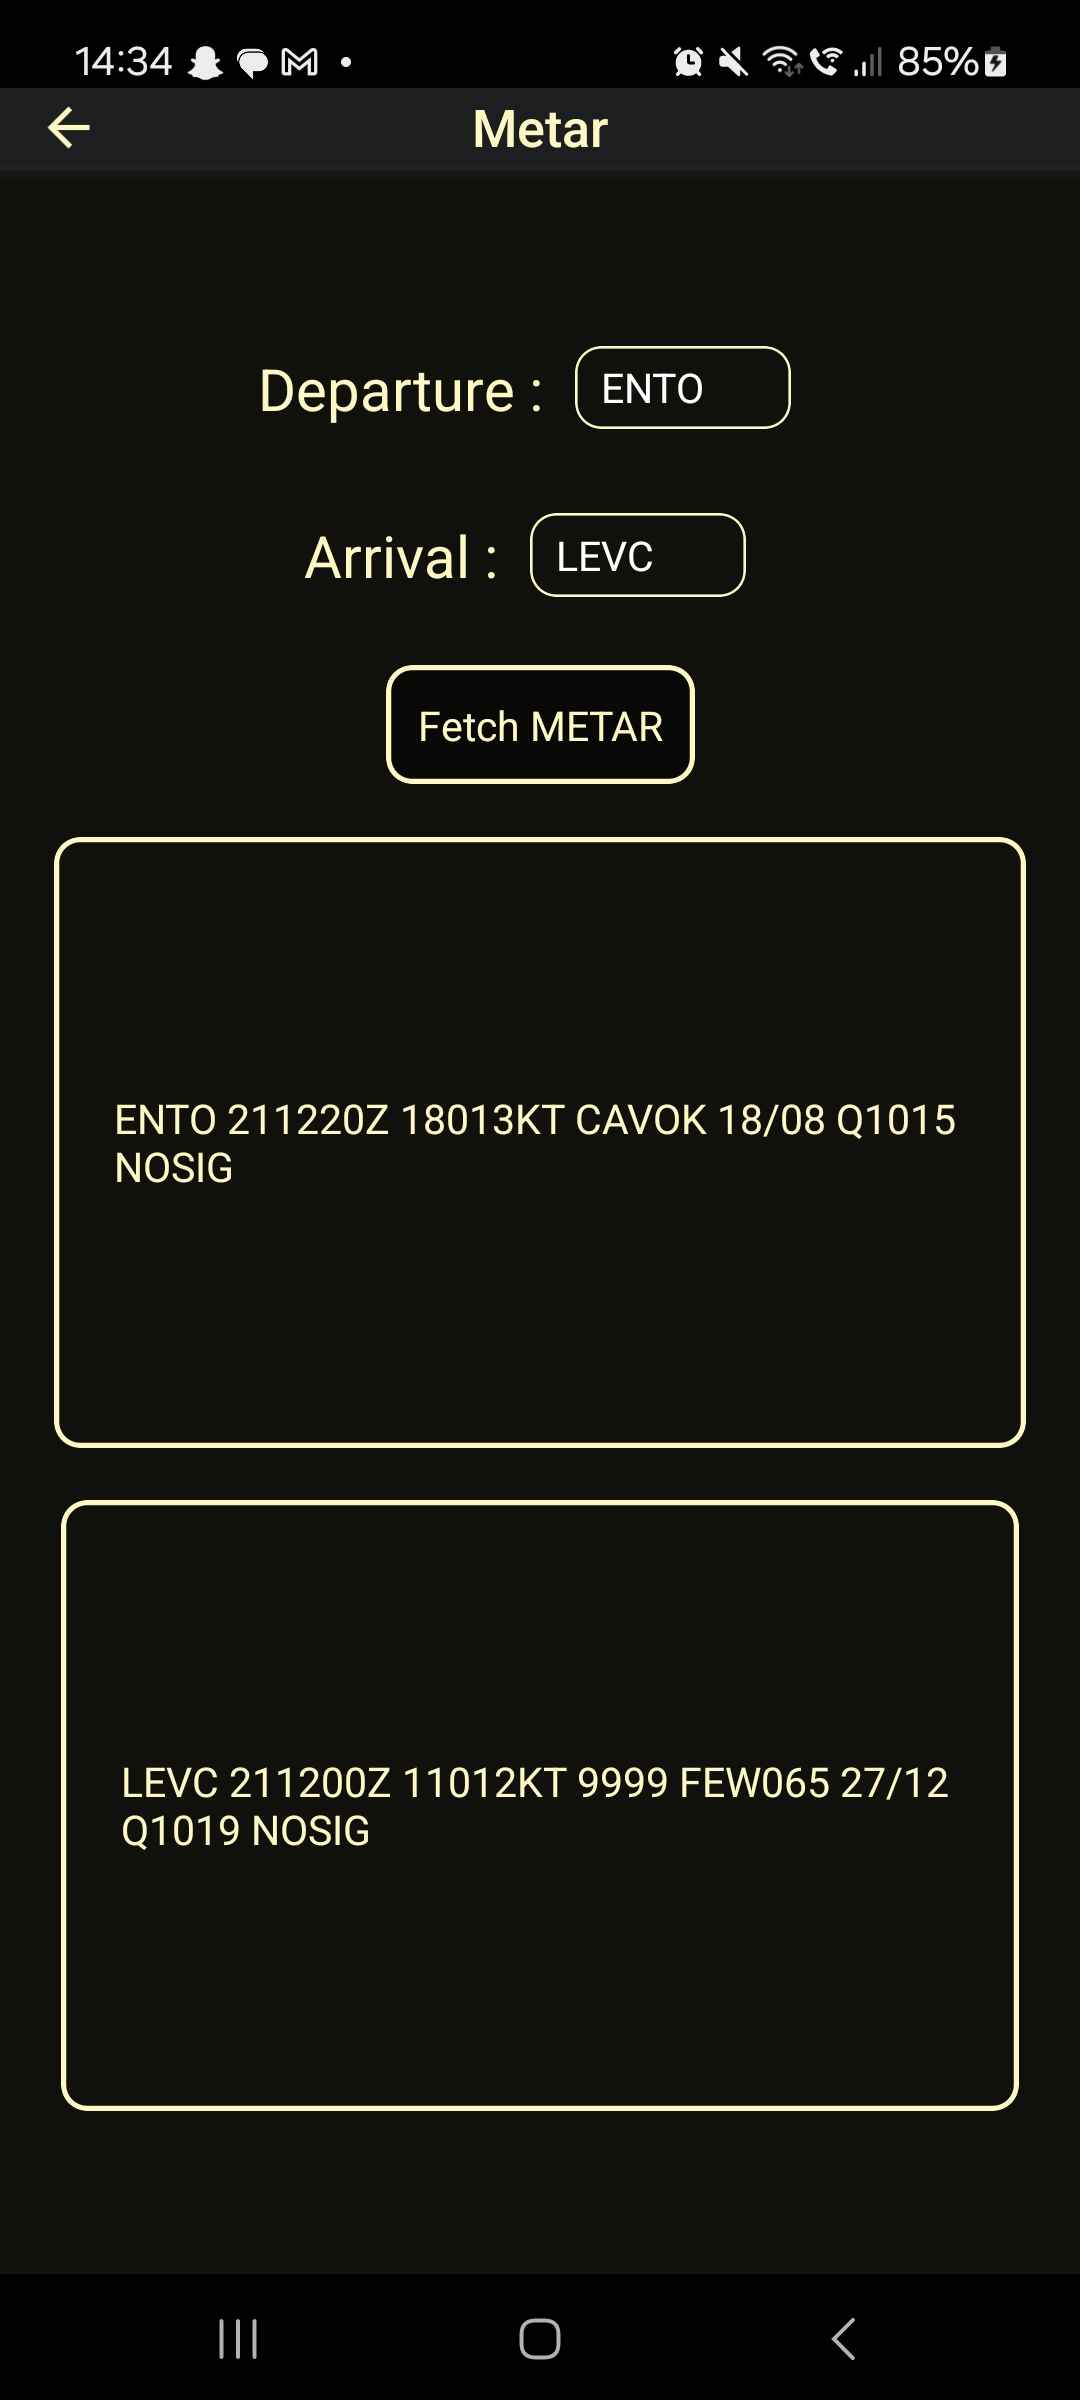 14:34
85%
Metar
Departure :
ENTO
Arrival :
LEVC
Fetch METAR
ENTO 211220Z 18013KT CAVOK 18/08 Q1015
NOSIG
LEVC 211200Z 11012KT 9999 FEW065 27/12
Q1019 NOSIG